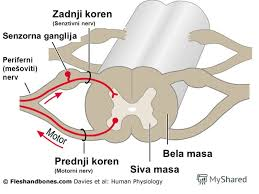 Zadnji koren
(Senzitivni nerv)
Senzorna ganglija
Periferni
(mešoviti)
nerv
Motor
Prednji koren
(Motorni nerv)
Bela masa
Siva masa
© Fleshandbones.com Davies et al: Human Physiology
MyShared